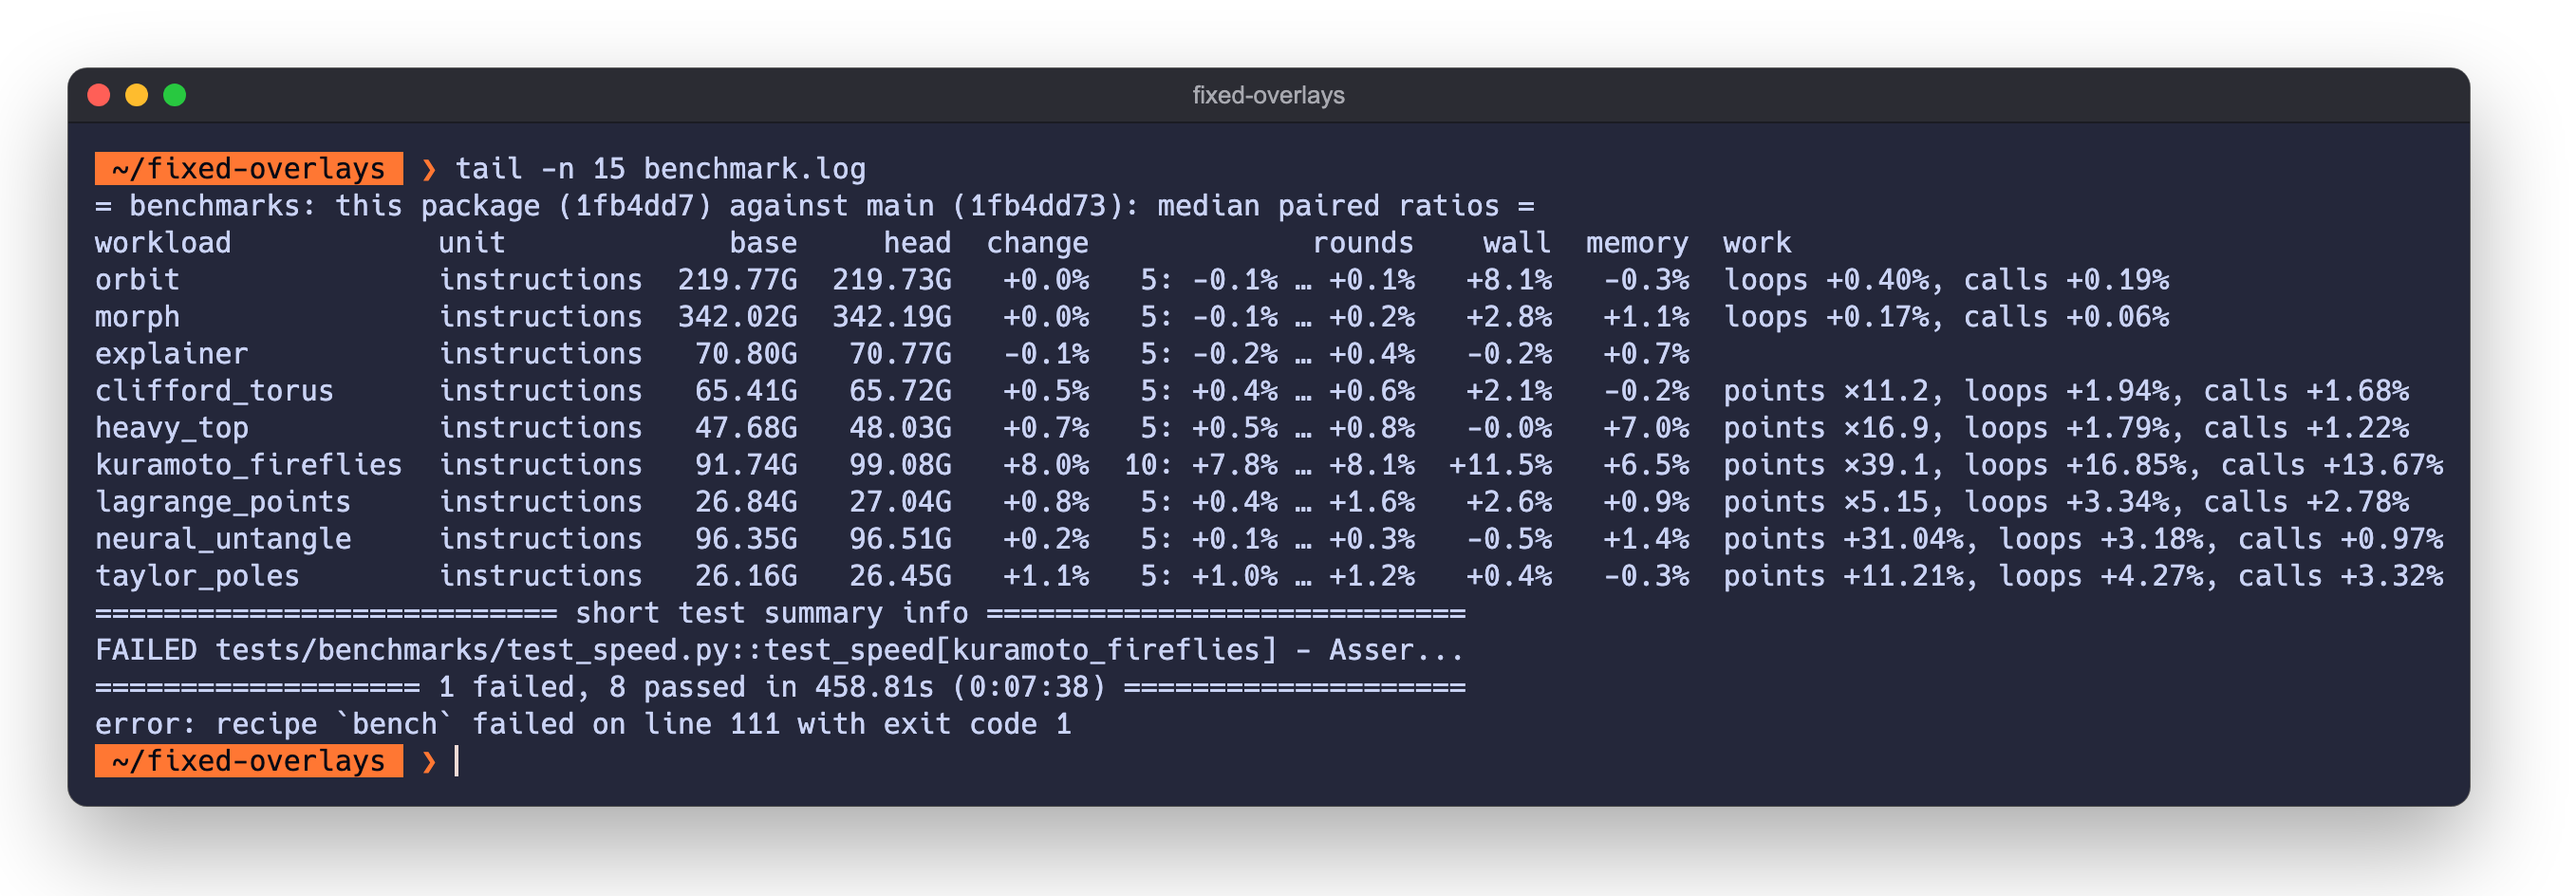 fixed-overlays
~/fixed-overlays ❯ tail -n 15 benchmark.log
= benchmarks: this package (1fb4dd7) against main (1fb4dd73): median paired ratios =
workload            unit             base     head  change             rounds    wall  memory  work
orbit               instructions  219.77G  219.73G   +0.0%   5: -0.1% … +0.1%   +8.1%   -0.3%  loops +0.40%, calls +0.19%
morph               instructions  342.02G  342.19G   +0.0%   5: -0.1% … +0.2%   +2.8%   +1.1%  loops +0.17%, calls +0.06%
explainer           instructions   70.80G   70.77G   -0.1%   5: -0.2% … +0.4%   -0.2%   +0.7%
clifford_torus      instructions   65.41G   65.72G   +0.5%   5: +0.4% … +0.6%   +2.1%   -0.2%  points ×11.2, loops +1.94%, calls +1.68%
heavy_top           instructions   47.68G   48.03G   +0.7%   5: +0.5% … +0.8%   -0.0%   +7.0%  points ×16.9, loops +1.79%, calls +1.22%
kuramoto_fireflies  instructions   91.74G   99.08G   +8.0%  10: +7.8% … +8.1%  +11.5%   +6.5%  points ×39.1, loops +16.85%, calls +13.67%
lagrange_points     instructions   26.84G   27.04G   +0.8%   5: +0.4% … +1.6%   +2.6%   +0.9%  points ×5.15, loops +3.34%, calls +2.78%
neural_untangle     instructions   96.35G   96.51G   +0.2%   5: +0.1% … +0.3%   -0.5%   +1.4%  points +31.04%, loops +3.18%, calls +0.97%
taylor_poles        instructions   26.16G   26.45G   +1.1%   5: +1.0% … +1.2%   +0.4%   -0.3%  points +11.21%, loops +4.27%, calls +3.32%
=========================== short test summary info ============================
FAILED tests/benchmarks/test_speed.py::test_speed[kuramoto_fireflies] - Asser...
=================== 1 failed, 8 passed in 458.81s (0:07:38) ====================
error: recipe `bench` failed on line 111 with exit code 1
~/fixed-overlays ❯